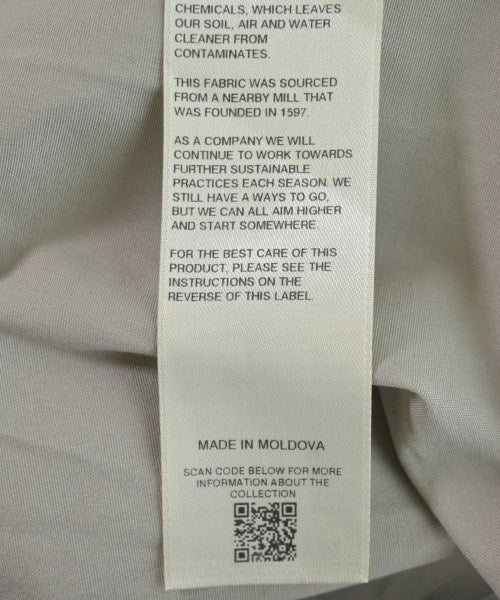 CHEMICALS, WHICH LEAVES
OUR SOIL, AIR AND WATER
CLEANER FROM
CONTAMINATES.
THIS FABRIC WAS SOURCED
FROM A NEARBY MILL THAT
WAS FOUNDED IN 1597.
AS A COMPANY WE WILL
CONTINUE TO WORK TOWARDS
FURTHER SUSTAINABLE
PRACTICES EACH SEASON. WE
STILL HAVE A WAYS TO GO,
BUT WE CAN ALL AIM HIGHER
AND START SOMEWHERE.
FOR THE BEST CARE OF THIS
PRODUCT, PLEASE SEE THE
INSTRUCTIONS ON THE
REVERSE OF THIS LABEL.
MADE IN MOLDOVA
SCAN CODE BELOW FOR MORE
INFORMATION ABOUT THE
COLLECTION